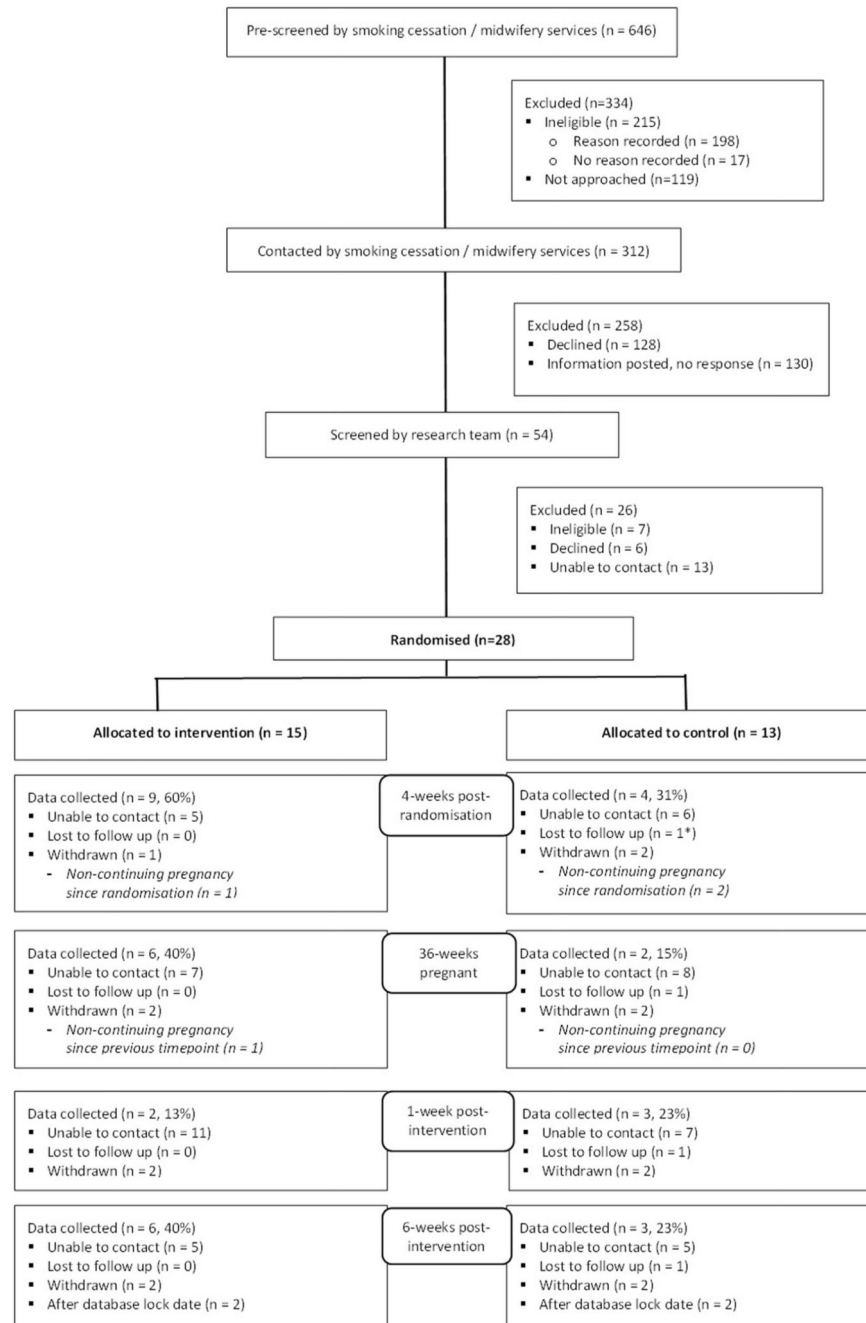 Pre-screened by smoking cessation / midwifery services (n = 646)
Excluded (n=334)
▪ Ineligible (n = 215)
o Reason recorded (n = 198)
o No reason recorded (n = 17)
▪ Not approached (n=119)
Contacted by smoking cessation / midwifery services (n = 312)
Excluded (n = 258)
▪ Declined (n = 128)
▪ Information posted, no response (n = 130)
Screened by research team (n = 54)
Excluded (n = 26)
▪ Ineligible (n = 7)
▪ Declined (n = 6)
▪ Unable to contact (n = 13)
Randomised (n=28)
Allocated to intervention (n = 15)
Allocated to control (n = 13)
4-weeks post-
randomisation
Data collected (n = 9, 60%)
▪ Unable to contact (n = 5)
▪ Lost to follow up (n = 0)
▪ Withdrawn (n = 1)
- Non-continuing pregnancy
since randomisation (n = 1)
Data collected (n = 4, 31%)
▪ Unable to contact (n = 6)
▪ Lost to follow up (n = 1*)
▪ Withdrawn (n = 2)
- Non-continuing pregnancy
since randomisation (n = 2)
36-weeks
pregnant
Data collected (n = 6, 40%)
▪ Unable to contact (n = 7)
▪ Lost to follow up (n = 0)
▪ Withdrawn (n = 2)
- Non-continuing pregnancy
since previous timepoint (n = 1)
Data collected (n = 2, 15%)
▪ Unable to contact (n = 8)
▪ Lost to follow up (n = 1)
▪ Withdrawn (n = 2)
- Non-continuing pregnancy
since previous timepoint (n = 0)
1-week post-
intervention
Data collected (n = 2, 13%)
▪ Unable to contact (n = 11)
▪ Lost to follow up (n = 0)
▪ Withdrawn (n = 2)
Data collected (n = 3, 23%)
▪ Unable to contact (n = 7)
▪ Lost to follow up (n = 1)
▪ Withdrawn (n = 2)
6-weeks post-
intervention
Data collected (n = 6, 40%)
▪ Unable to contact (n = 5)
▪ Lost to follow up (n = 0)
▪ Withdrawn (n = 2)
▪ After database lock date (n = 2)
Data collected (n = 3, 23%)
▪ Unable to contact (n = 5)
▪ Lost to follow up (n = 1)
▪ Withdrawn (n = 2)
▪ After database lock date (n = 2)